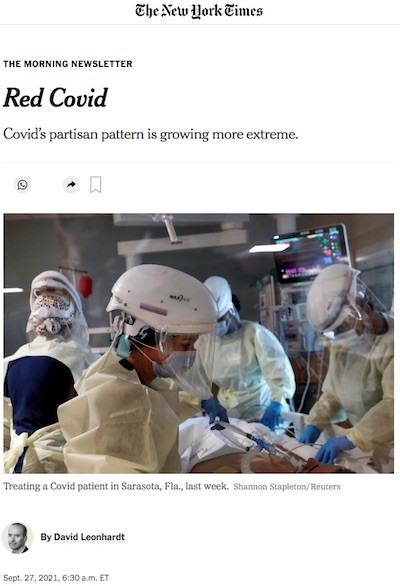 The New York Times
THE MORNING NEWSLETTER
Red Covid
Covid's partisan pattern is growing more extreme.
Treating a Covid patient in Sarasota, Fla., last week. Shannon Stapleton/Reuters
By David Leonhardt
Sept. 27, 2021, 6:30 a.m. ET